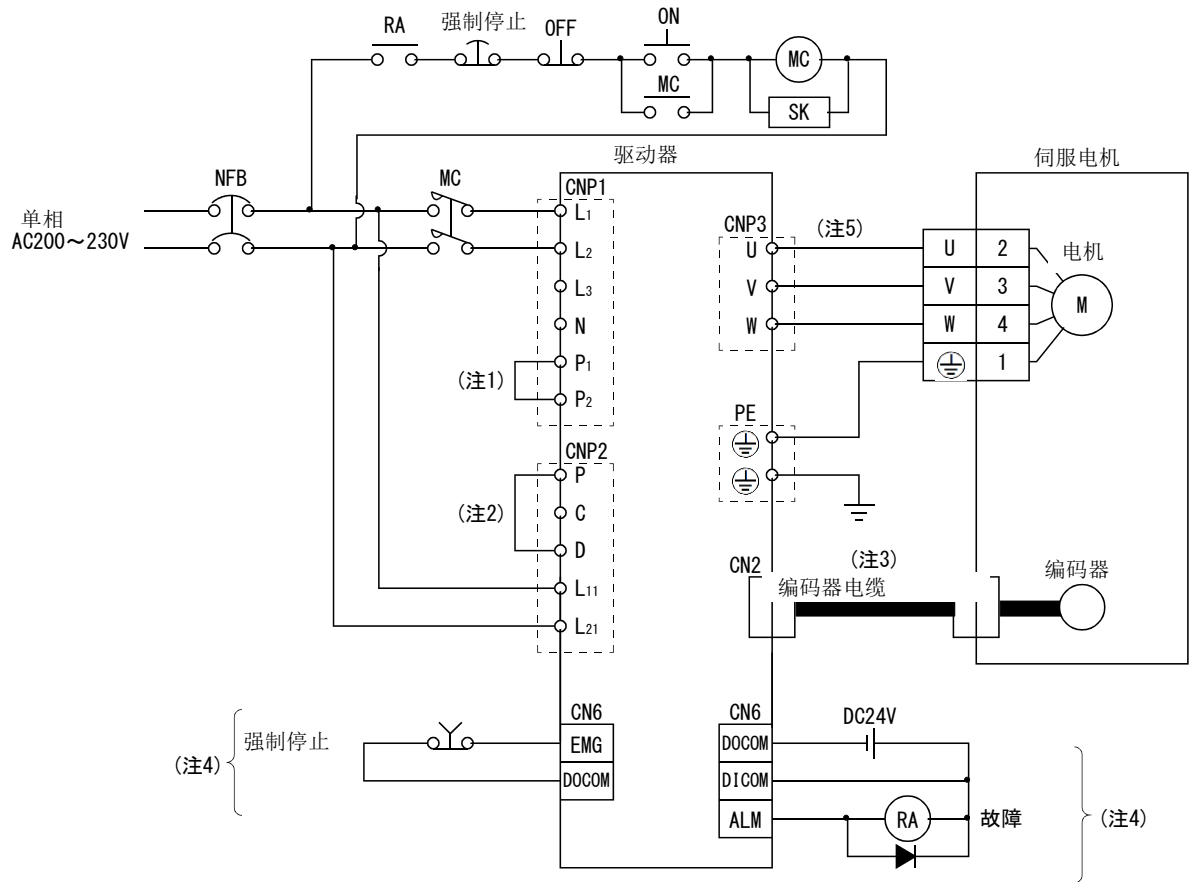 RA
强制停止
OFF
ON
MC
MC
SK
驱动器
伺服电机
NFB
MC
单相
AC200～230V
CNP1
L1
L2
L3
N
P1
P2
(注1)
CNP2
P
C
D
L11
L21
(注2)
CNP3
U
V
W
(注5)
U 2
V 3
W 4
1
电机
M
PE
CN2
(注3)
编码器电缆
编码器
CN6
EMG
DOCOM
强制停止
(注4)
CN6
DOCOM
DICOM
ALM
DC24V
RA
故障
(注4)